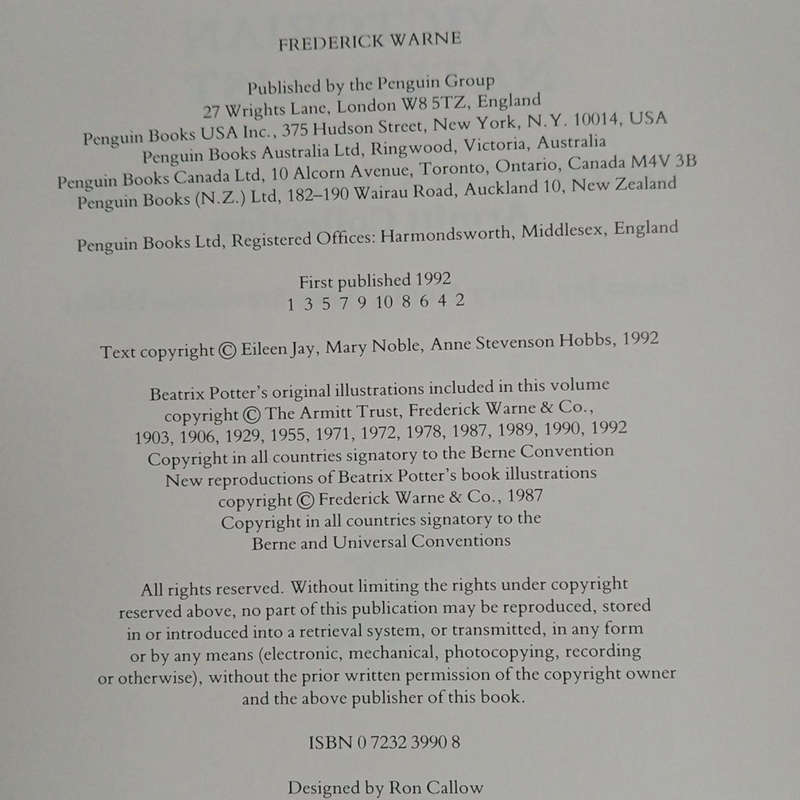 FREDERICK WARNE
Published by the Penguin Group
27 Wrights Lane, London W8 5TZ, England
Penguin Books USA Inc., 375 Hudson Street, New York, N.Y. 10014, USA
Penguin Books Australia Ltd, Ringwood, Victoria, Australia
Penguin Books Canada Ltd, 10 Alcorn Avenue, Toronto, Ontario, Canada M4V 3B
Penguin Books (N.Z.) Ltd, 182–190 Wairau Road, Auckland 10, New Zealand
Penguin Books Ltd, Registered Offices: Harmondsworth, Middlesex, England
First published 1992
1 3 5 7 9 10 8 6 4 2
Text copyright © Eileen Jay, Mary Noble, Anne Stevenson Hobbs, 1992
Beatrix Potter's original illustrations included in this volume
copyright © The Armitt Trust, Frederick Warne & Co.,
1903, 1906, 1929, 1955, 1971, 1972, 1978, 1987, 1989, 1990, 1992
Copyright in all countries signatory to the Berne Convention
New reproductions of Beatrix Potter's book illustrations
copyright © Frederick Warne & Co., 1987
Copyright in all countries signatory to the
Berne and Universal Conventions
All rights reserved. Without limiting the rights under copyright
reserved above, no part of this publication may be reproduced, stored
in or introduced into a retrieval system, or transmitted, in any form
or by any means (electronic, mechanical, photocopying, recording
or otherwise), without the prior written permission of the copyright owner
and the above publisher of this book.
ISBN 0 7232 3990 8
Designed by Ron Callow